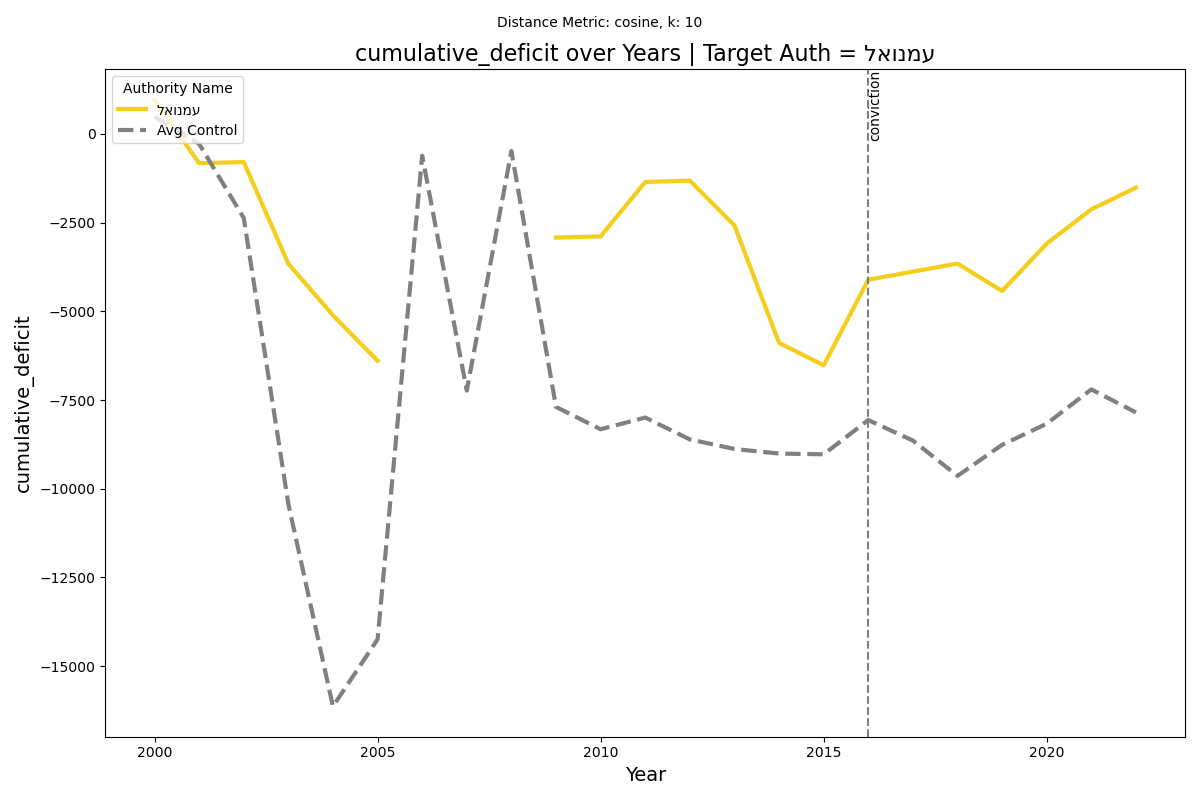 Distance Metric: cosine, k: 10
cumulative_deficit over Years | Target Auth = עמנואל
Authority Name
עמנואל
Avg Control
conviction
cumulative_deficit
0
−2500
−5000
−7500
−10000
−12500
−15000
2000
2005
2010
2015
2020
Year